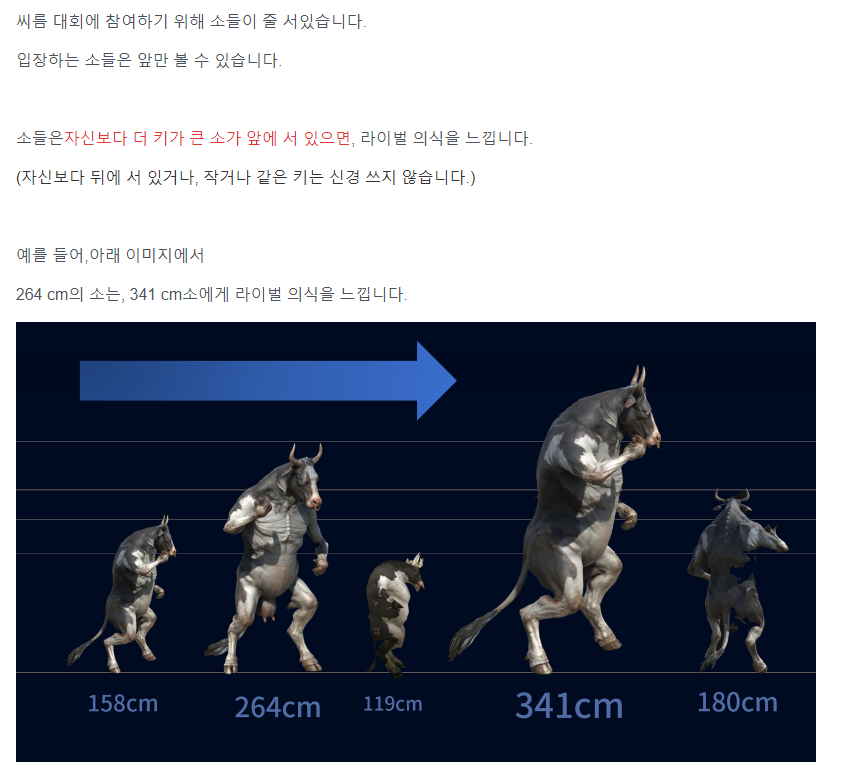 씨름 대회에 참여하기 위해 소들이 줄 서있습니다.
입장하는 소들은 앞만 볼 수 있습니다.
소들은자신보다 더 키가 큰 소가 앞에 서 있으면, 라이벌 의식을 느낍니다.
(자신보다 뒤에 서 있거나, 작거나 같은 키는 신경 쓰지 않습니다.)
예를 들어,아래 이미지에서
264 cm의 소는, 341 cm소에게 라이벌 의식을 느낍니다.
158cm 264cm 119cm 341cm 180cm